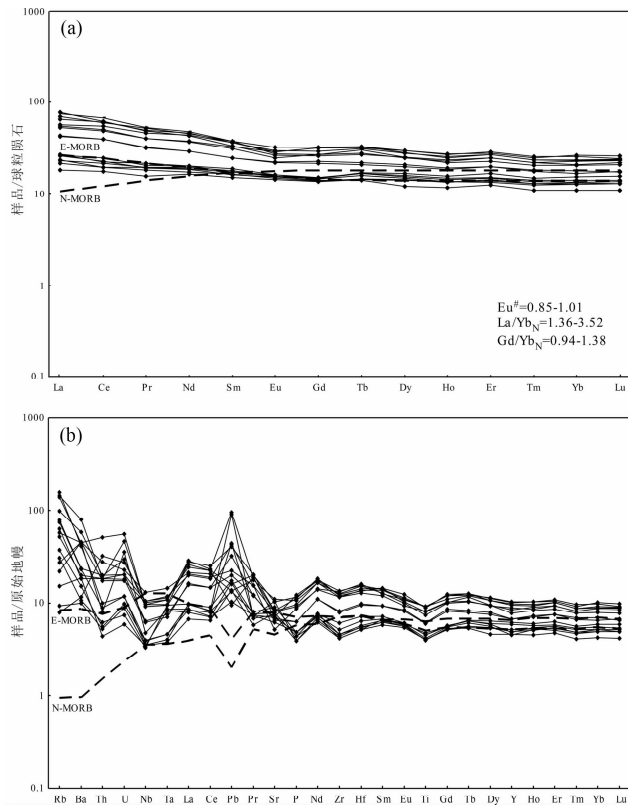 (a)
1000
100
10
1
0.1
样品/球粒陨石
E-MORB
N-MORB
Eu#=0.85-1.01
La/YbN=1.36-3.52
Gd/YbN=0.94-1.38
La Ce Pr Nd Sm Eu Gd Tb Dy Ho Er Tm Yb Lu
(b)
1000
100
10
1
0.1
样品/原始地幔
E-MORB
N-MORB
Rb Ba Th U Nb Ta La Ce Pb Pr Sr P Nd Zr Hf Sm Eu Ti Gd Tb Dy Y Ho Er Tm Yb Lu